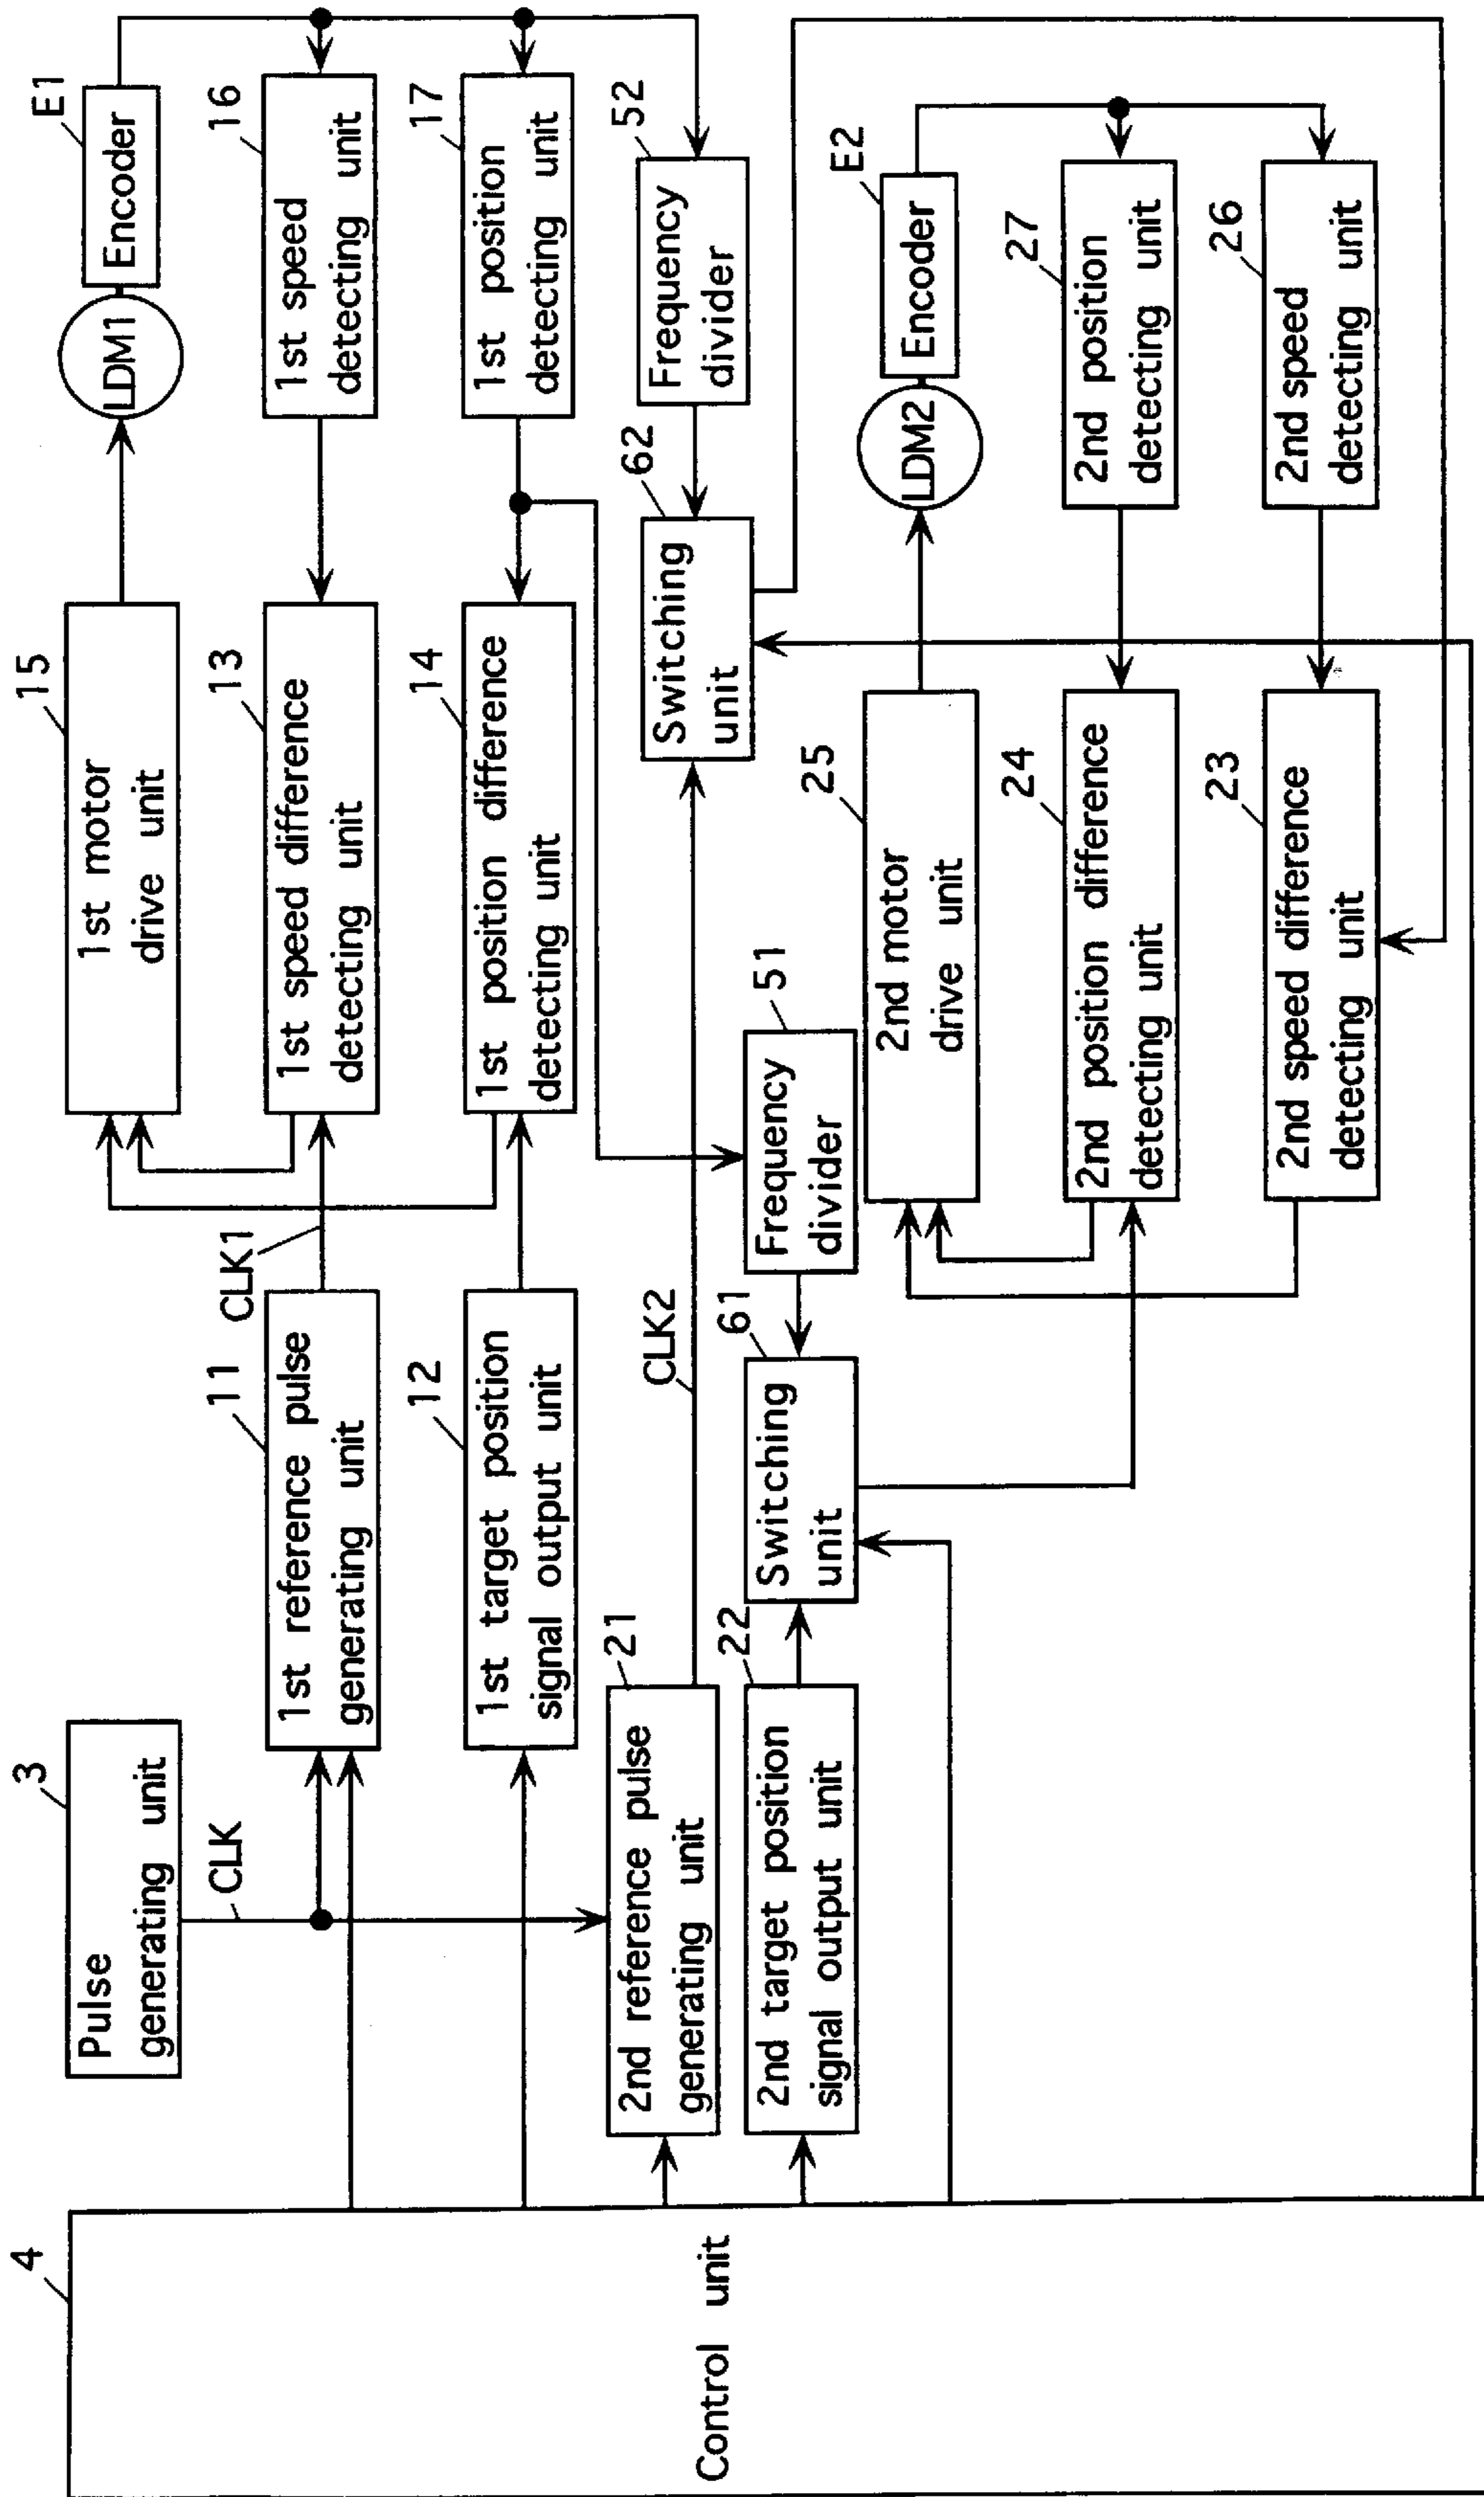 4
Control unit
3
Pulse
generating unit
CLK
11
1st reference pulse
generating unit
CLK1
12
1st target position
signal output unit
21
2nd reference pulse
generating unit
CLK2
22
2nd target position
signal output unit
61
Switching
unit
51
Frequency
divider
15
1st motor
drive unit
13
1st speed difference
detecting unit
14
1st position difference
detecting unit
LDM1
E1
Encoder
16
1st speed
detecting unit
17
1st position
detecting unit
52
Frequency
divider
62
Switching
unit
25
2nd motor
drive unit
24
2nd position difference
detecting unit
23
2nd speed difference
detecting unit
LDM2
E2
Encoder
27
2nd position
detecting unit
26
2nd speed
detecting unit